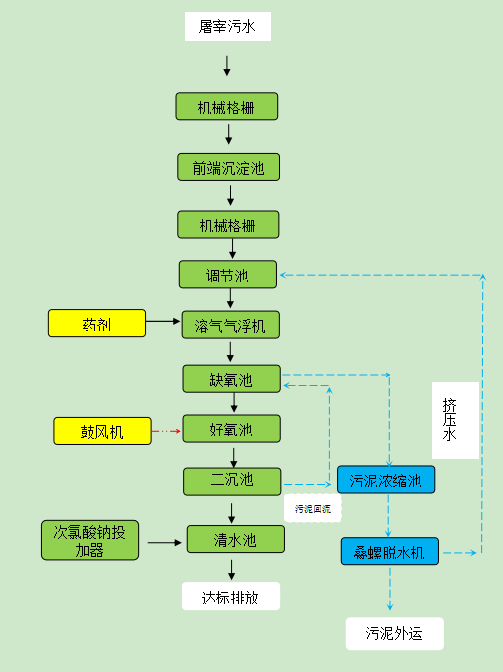 屠宰污水
机械格栅
前端沉淀池
机械格栅
调节池
药剂
溶气气浮机
缺氧池
挤压水
鼓风机
好氧池
二沉池
污泥浓缩池
污泥回流
次氯酸钠投
加器
清水池
叠螺脱水机
达标排放
污泥外运